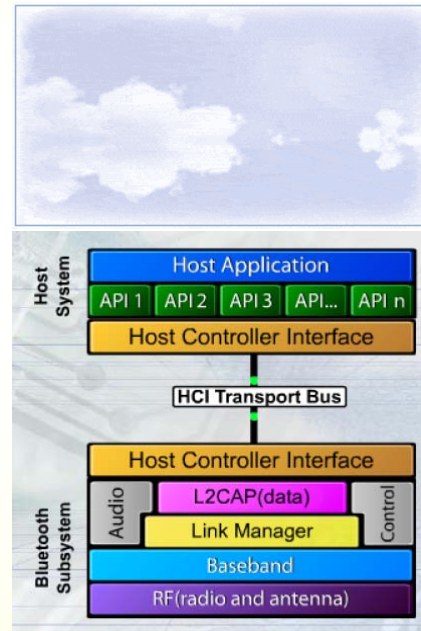 Host System
Host Application
API 1 API 2 API 3 API... API n
Host Controller Interface
HCI Transport Bus
Bluetooth Subsystem
Host Controller Interface
Audio
L2CAP(data)
Control
Link Manager
Baseband
RF(radio and antenna)